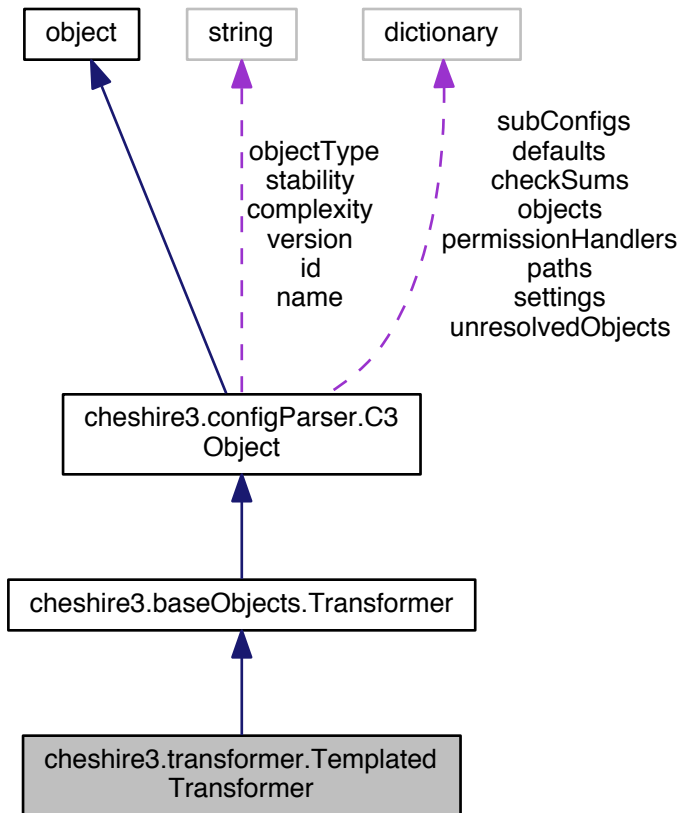 object
string
dictionary
objectType
stability
complexity
version
id
name
subConfigs
defaults
checkSums
objects
permissionHandlers
paths
settings
unresolvedObjects
cheshire3.configParser.C3
Object
cheshire3.baseObjects.Transformer
cheshire3.transformer.Templated
Transformer